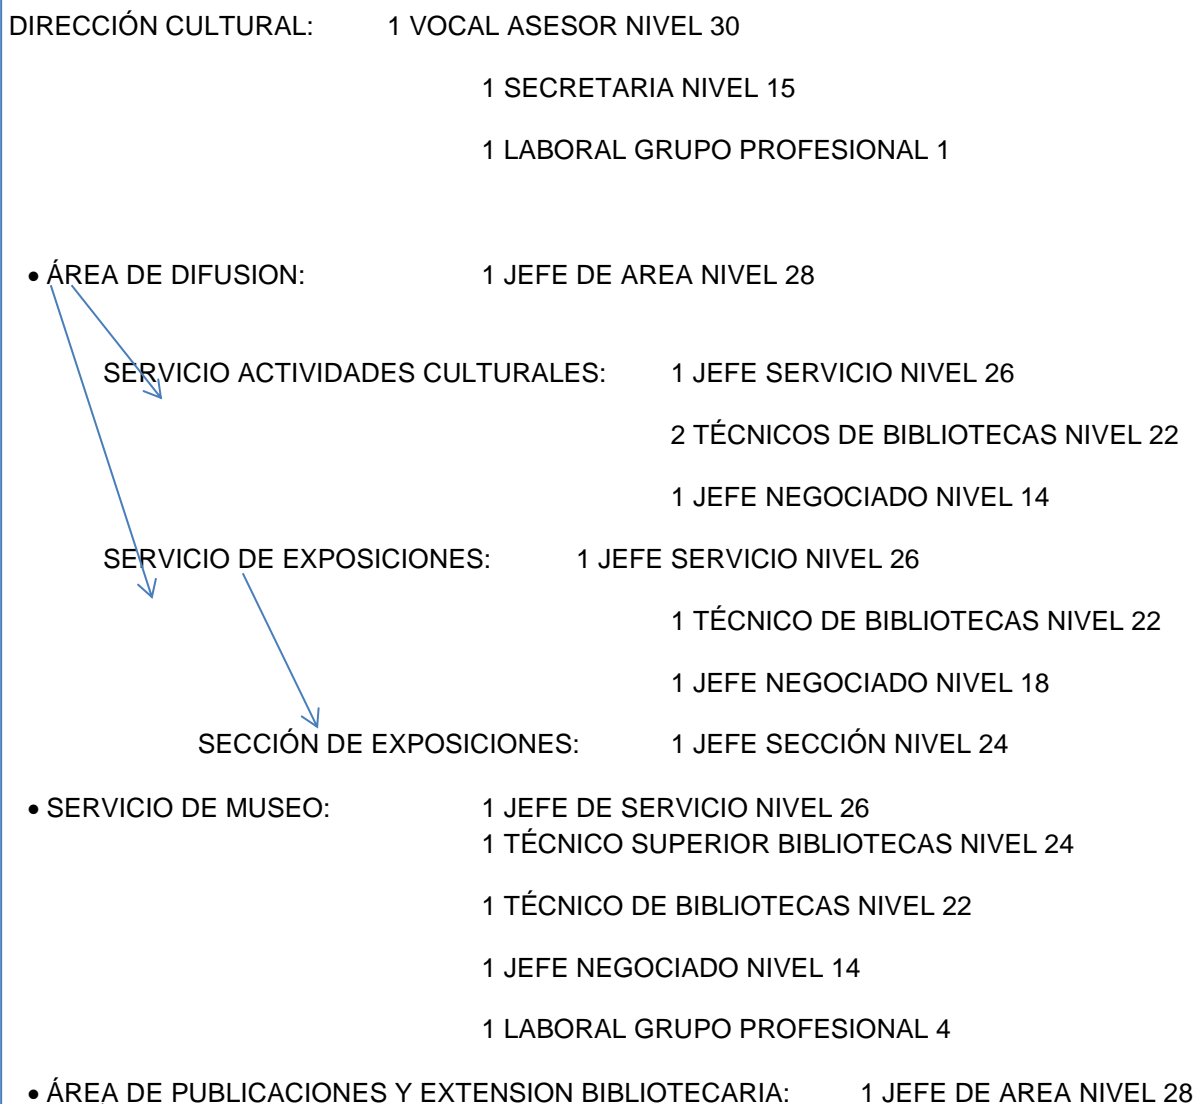 DIRECCIÓN CULTURAL: 1 VOCAL ASESOR NIVEL 30
1 SECRETARIA NIVEL 15
1 LABORAL GRUPO PROFESIONAL 1
• ÁREA DE DIFUSION: 1 JEFE DE AREA NIVEL 28
SERVICIO ACTIVIDADES CULTURALES: 1 JEFE SERVICIO NIVEL 26
2 TÉCNICOS DE BIBLIOTECAS NIVEL 22
1 JEFE NEGOCIADO NIVEL 14
SERVICIO DE EXPOSICIONES: 1 JEFE SERVICIO NIVEL 26
1 TÉCNICO DE BIBLIOTECAS NIVEL 22
1 JEFE NEGOCIADO NIVEL 18
SECCIÓN DE EXPOSICIONES: 1 JEFE SECCIÓN NIVEL 24
• SERVICIO DE MUSEO: 1 JEFE DE SERVICIO NIVEL 26
1 TÉCNICO SUPERIOR BIBLIOTECAS NIVEL 24
1 TÉCNICO DE BIBLIOTECAS NIVEL 22
1 JEFE NEGOCIADO NIVEL 14
1 LABORAL GRUPO PROFESIONAL 4
• ÁREA DE PUBLICACIONES Y EXTENSION BIBLIOTECARIA: 1 JEFE DE AREA NIVEL 28